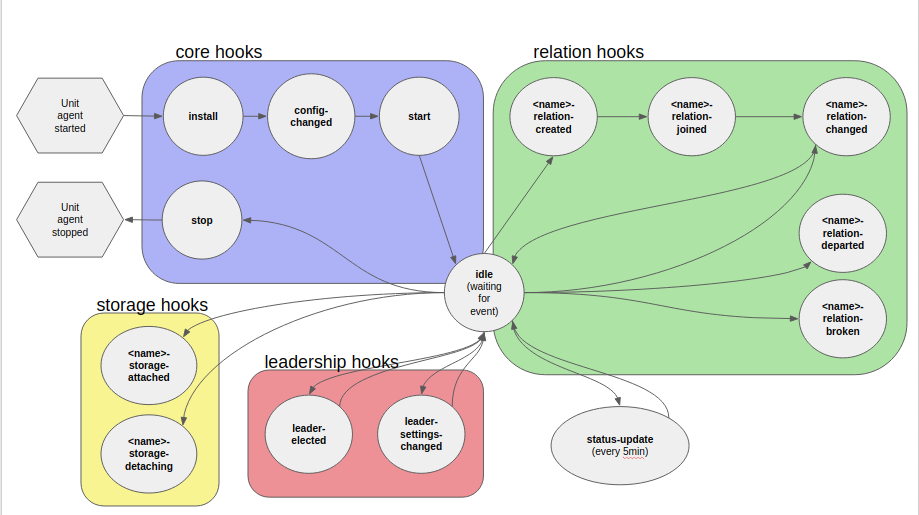 core hooks
relation hooks
Unit
agent
started
install
config-
changed
start
<name>-
relation-
created
<name>-
relation-
joined
<name>-
relation-
changed
Unit
agent
stopped
stop
<name>-
relation-
departed
idle
(waiting
for
event)
<name>-
relation-
broken
storage hooks
<name>-
storage-
attached
<name>-
storage-
detaching
leadership hooks
leader-
elected
leader-
settings-
changed
status-update
(every 5min)